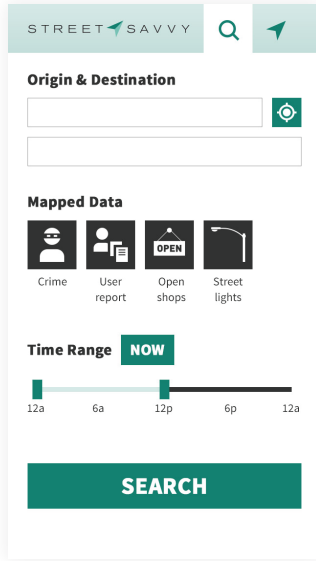 STREET SAVVY
Origin & Destination
Mapped Data
OPEN
Crime
User
report
Open
shops
Street
lights
Time Range NOW
12a 6a 12p 6p 12a
SEARCH